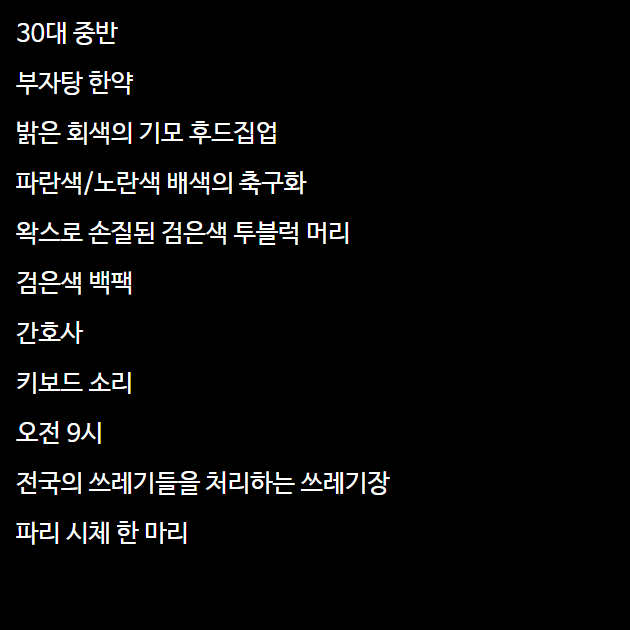 30대 중반
부자탕 한약
밝은 회색의 기모 후드집업
파란색/노란색 배색의 축구화
왁스로 손질된 검은색 투블럭 머리
검은색 백팩
간호사
키보드 소리
오전 9시
전국의 쓰레기들을 처리하는 쓰레기장
파리 시체 한 마리